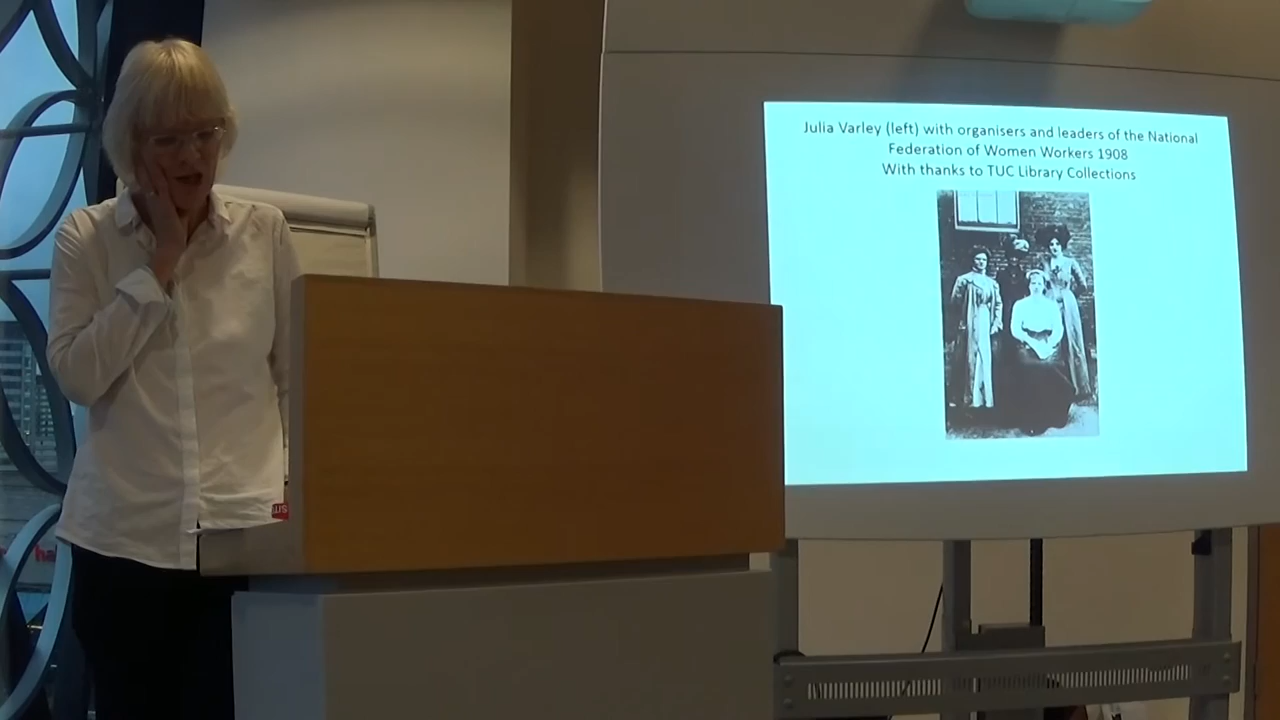 Julia Varley (left) with organisers and leaders of the National
Federation of Women Workers 1908
With thanks to TUC Library Collections